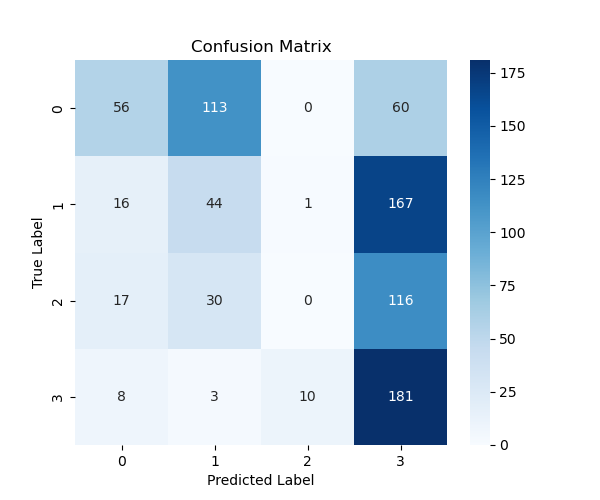 Confusion Matrix
True Label
0 56 113 0 60
1 16 44 1 167
2 17 30 0 116
3 8 3 10 181
0 1 2 3
Predicted Label
175
150
125
100
75
50
25
0